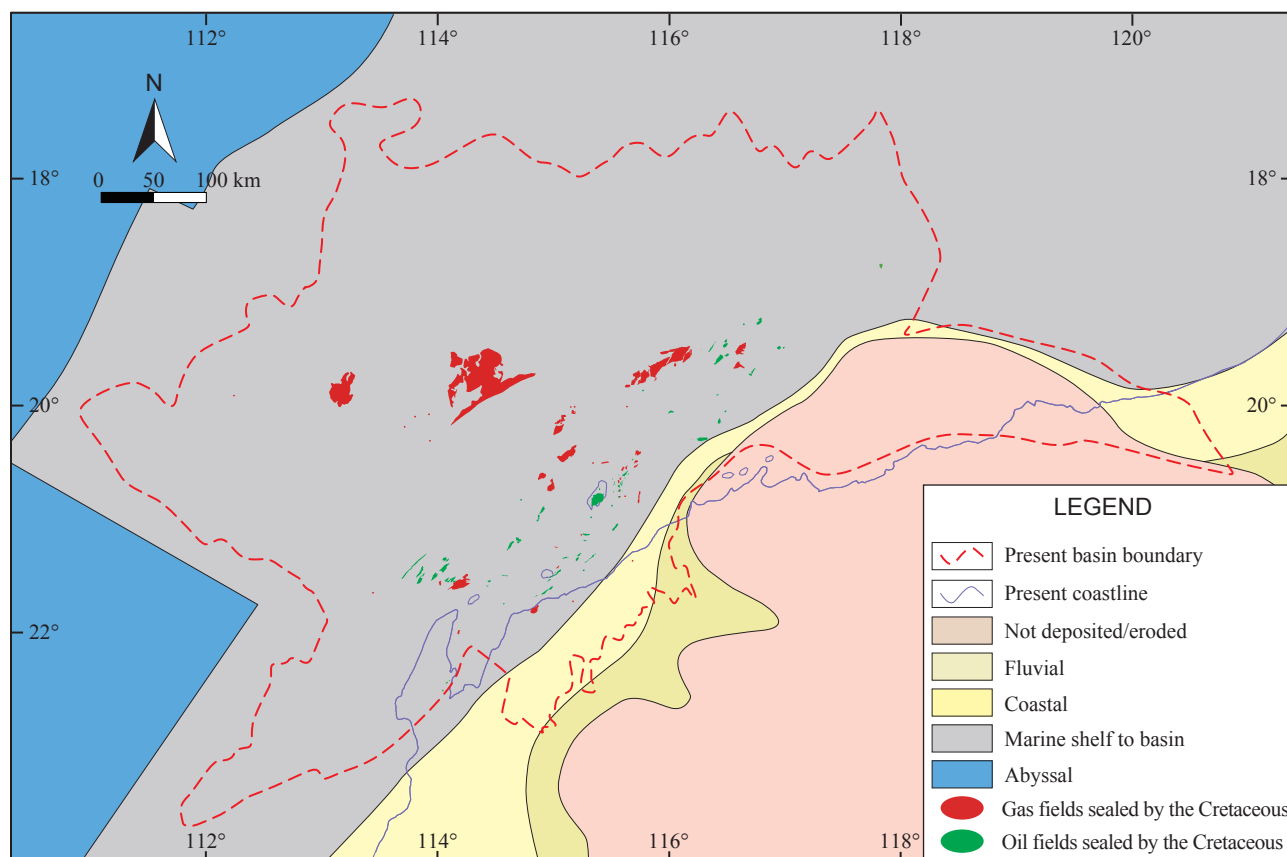 112° 114° 116° 118° 120°
N
0 50 100 km
18° 18°
20° 20°
22°
LEGEND
Present basin boundary
Present coastline
Not deposited/eroded
Fluvial
Coastal
Marine shelf to basin
Abyssal
Gas fields sealed by the Cretaceous
Oil fields sealed by the Cretaceous
112° 114° 116° 118°